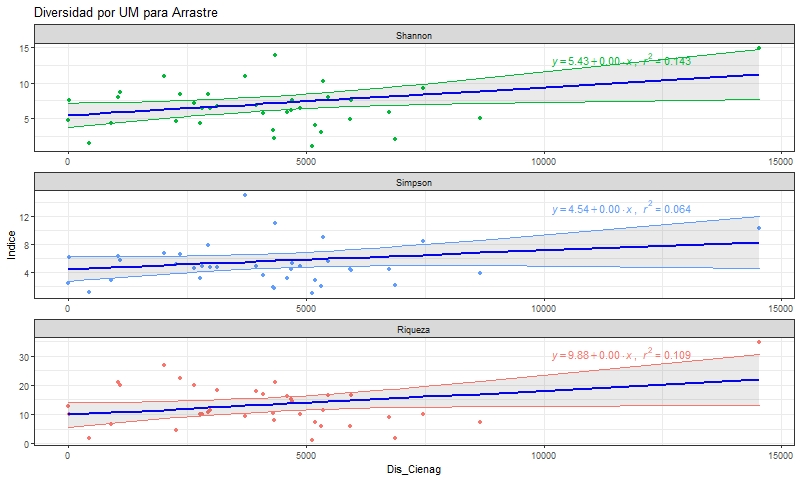 Diversidad por UM para Arrastre
Shannon
y = 5.43 + 0.00 · x , r² = 0.143
15
10
5
0 5000 10000 15000
Simpson
y = 4.54 + 0.00 · x , r² = 0.064
12
8
4
0 5000 10000 15000
Indice
Riqueza
y = 9.88 + 0.00 · x , r² = 0.109
30
20
10
0
0 5000 10000 15000
Dis_Cienag